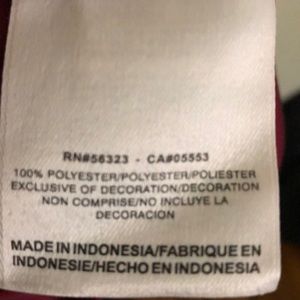 RN#56323 - CA#05553
100% POLYESTER/POLYESTER/POLIESTER
EXCLUSIVE OF DECORATION/DECORATION
NON COMPRISE/NO INCLUYE LA
DECORACIÓN
MADE IN INDONESIA/FABRIQUE EN
INDONESIE/HECHO EN INDONESIA